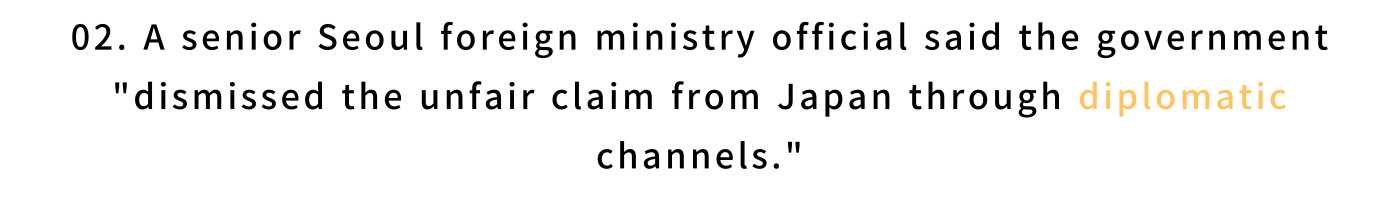 02. A senior Seoul foreign ministry official said the government
"dismissed the unfair claim from Japan through diplomatic
channels."